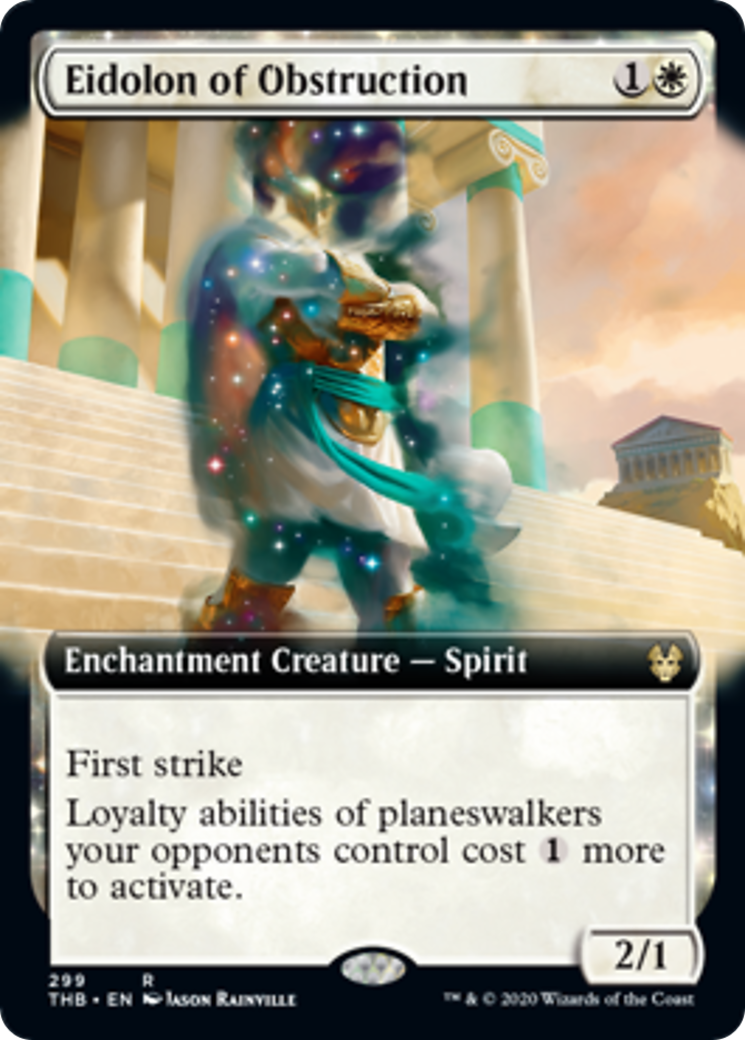 Eidolon of Obstruction 1
Enchantment Creature — Spirit
First strike
Loyalty abilities of planeswalkers
your opponents control cost 1 more
to activate.
2/1
299 R
THB • EN Jason Rainville
™ & © 2020 Wizards of the Coast